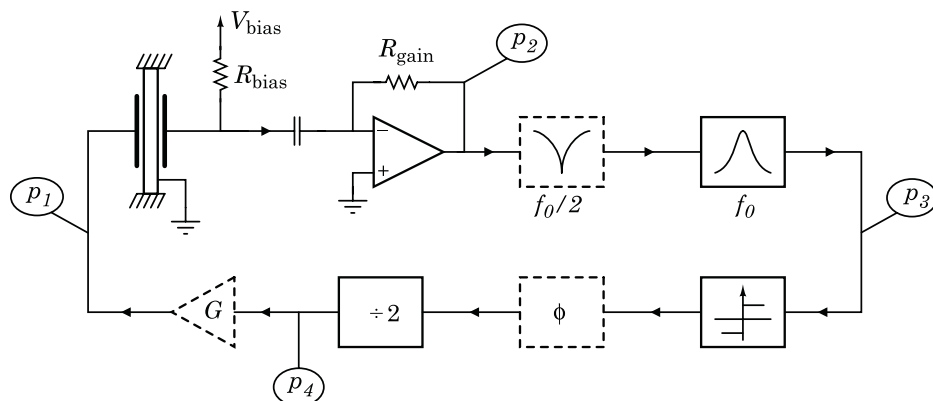 V_bias
R_bias
R_gain
p_2
−
+
f_0/2
f_0
p_1
p_3
G
÷2
ϕ
p_4